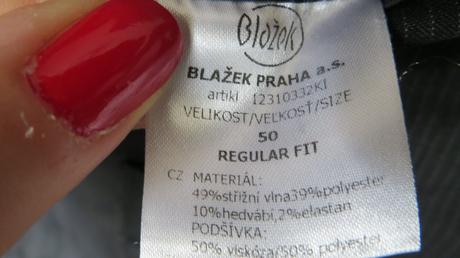 Blažek
BLAŽEK PRAHA a.s.
artikl 12310332KI
VELIKOST/VEĽKOSŤ/SIZE
50
REGULAR FIT
CZ MATERIÁL:
49%střižní vlna39%polyester
10%hedvábí,2%elastan
PODŠÍVKA:
50% viskóza/50% polyester